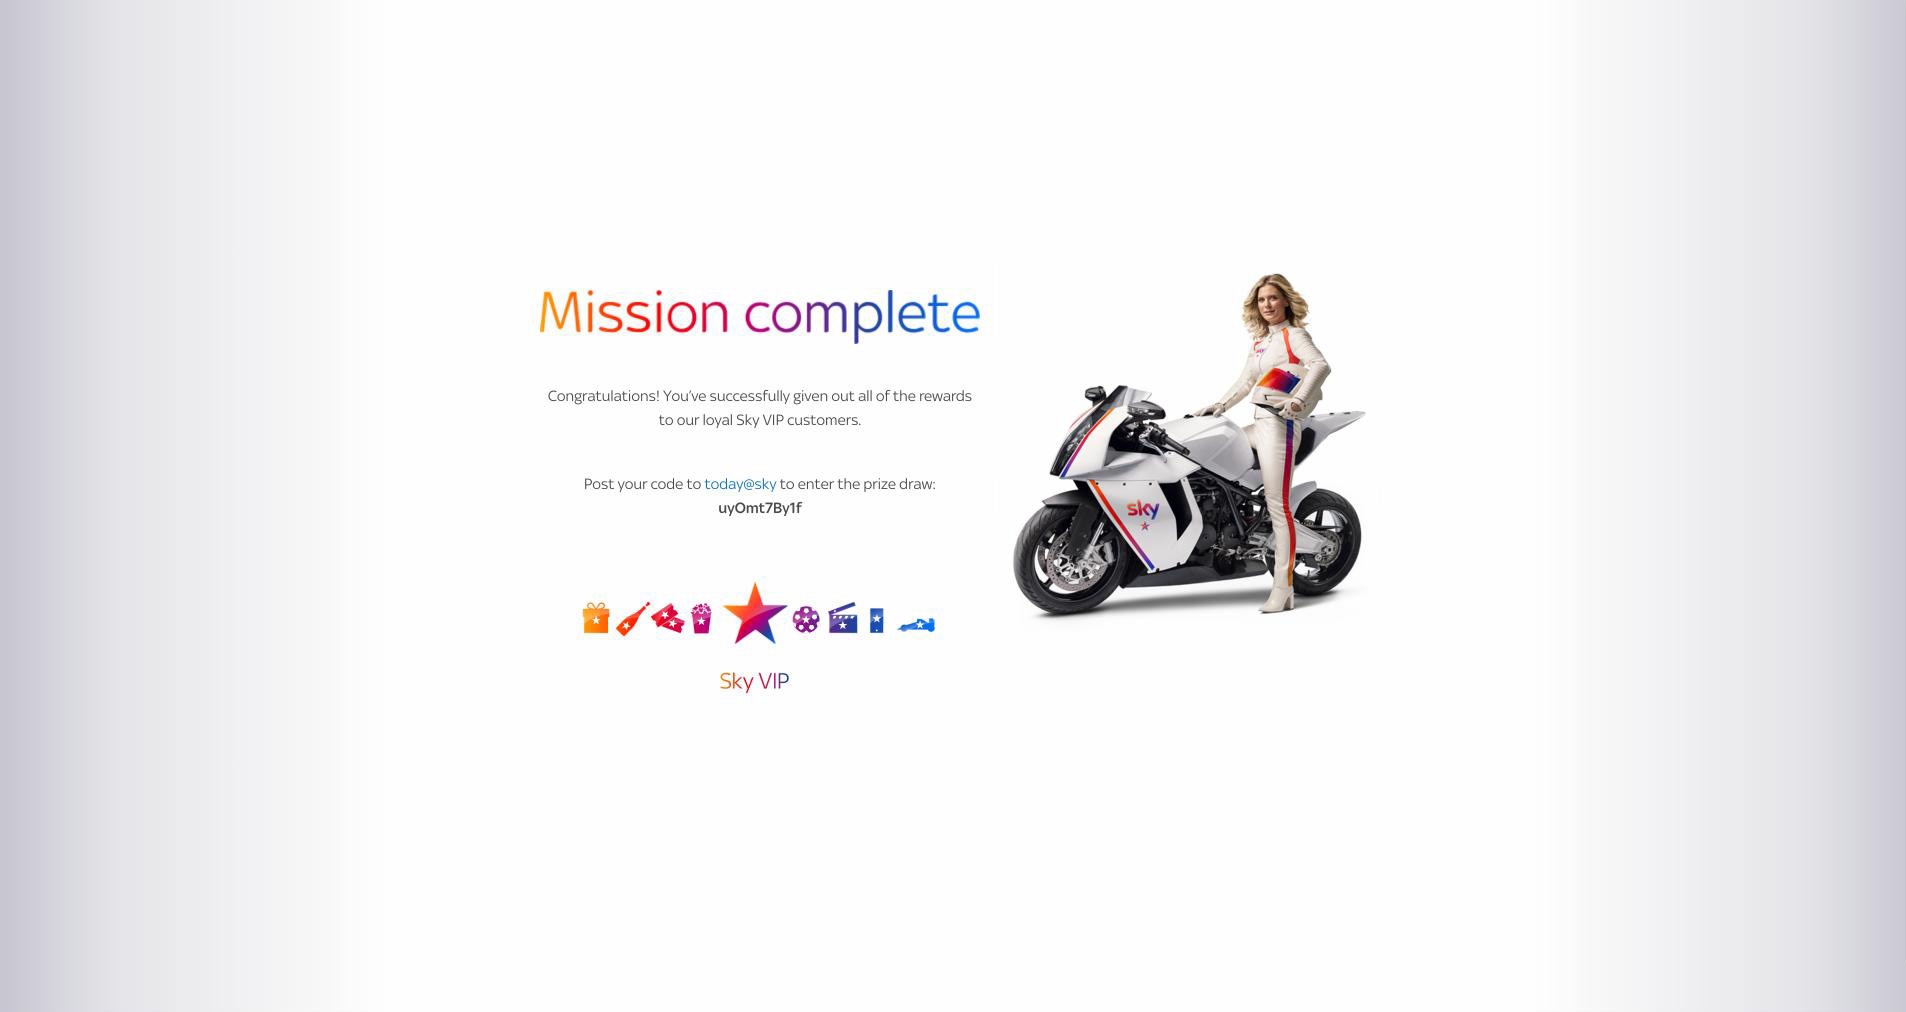 Mission complete
Congratulations! You've successfully given out all of the rewards
to our loyal Sky VIP customers.
Post your code to today@sky to enter the prize draw:
uyOmt7By1f
sky
Sky VIP